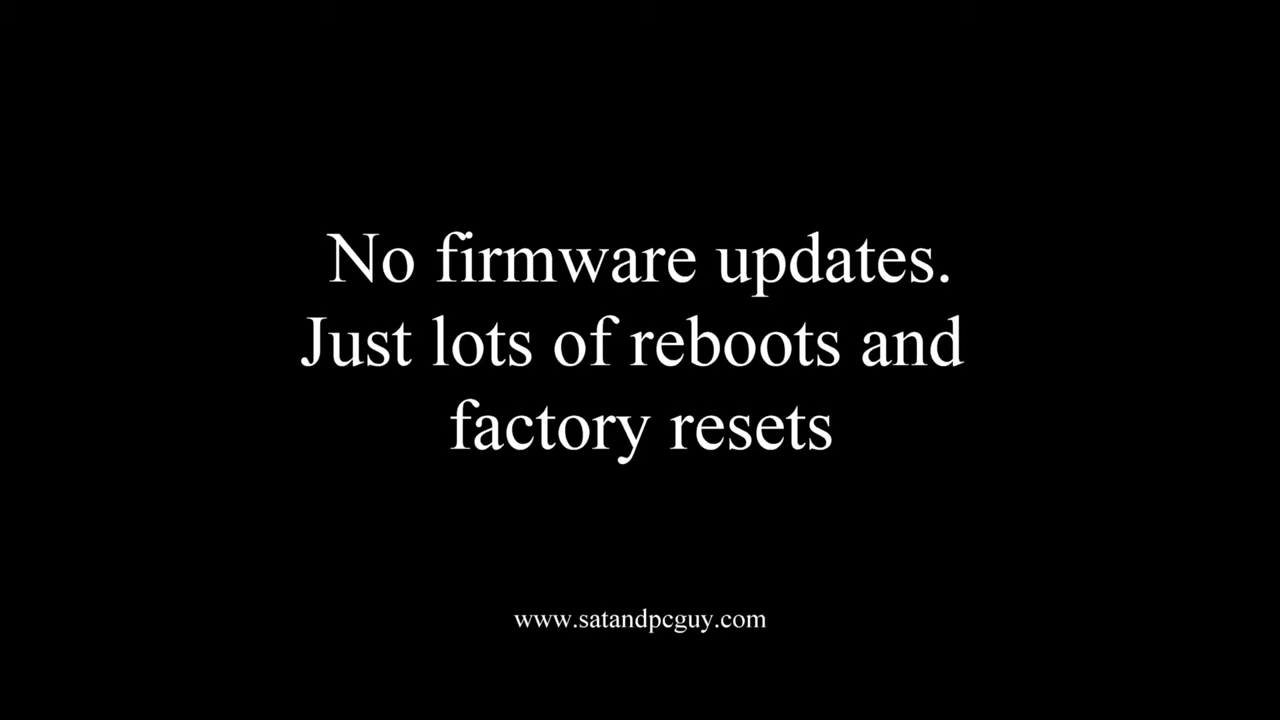 No firmware updates.
Just lots of reboots and
factory resets
www.satandpcguy.com